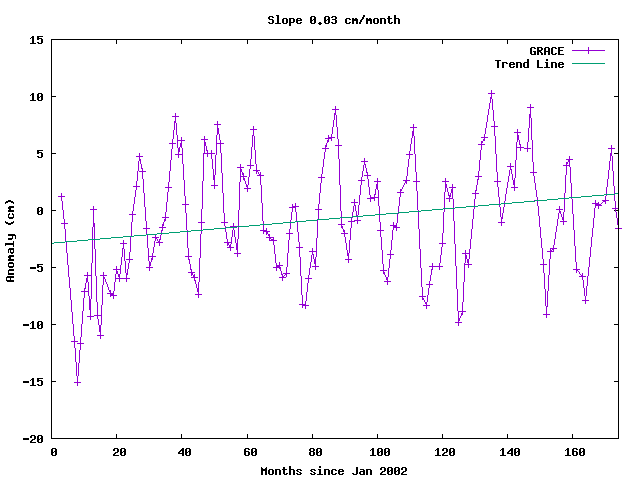 Slope 0.03 cm/month
GRACE
Trend Line
Anomaly (cm)
15
10
5
0
-5
-10
-15
-20
0 20 40 60 80 100 120 140 160
Months since Jan 2002